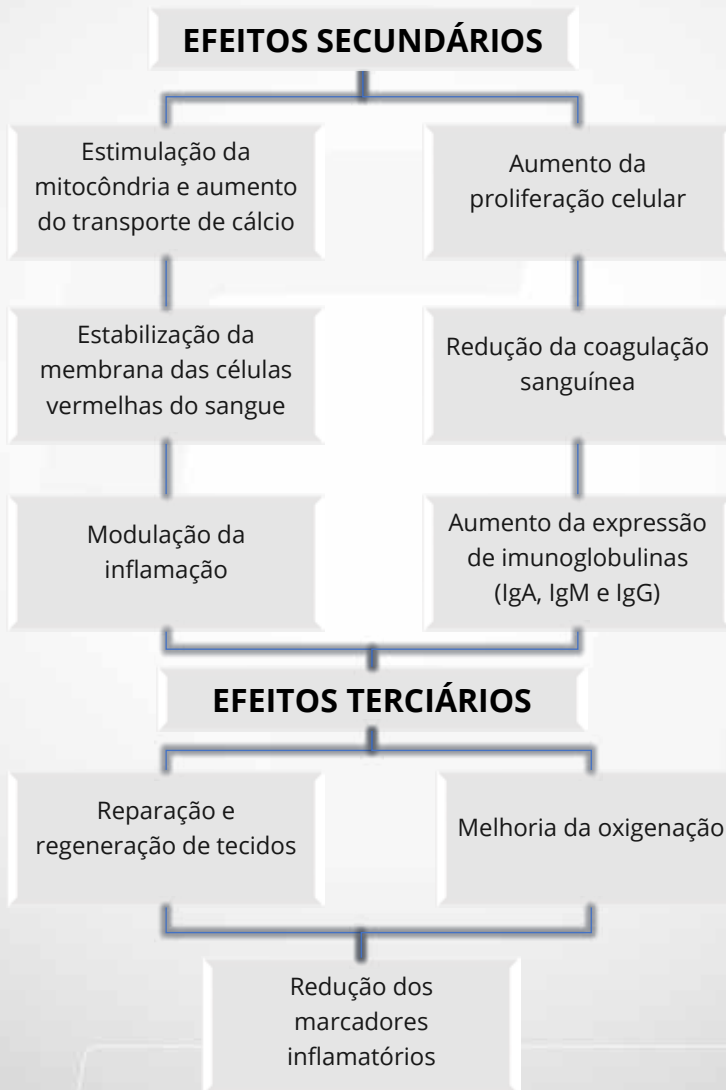 EFEITOS SECUNDÁRIOS
Estimulação da
mitocôndria e aumento
do transporte de cálcio
Aumento da
proliferação celular
Estabilização da
membrana das células
vermelhas do sangue
Redução da coagulação
sanguínea
Modulação da
inflamação
Aumento da expressão
de imunoglobulinas
(IgA, IgM e IgG)
EFEITOS TERCIÁRIOS
Reparação e
regeneração de tecidos
Melhoria da oxigenação
Redução dos
marcadores
inflamatórios